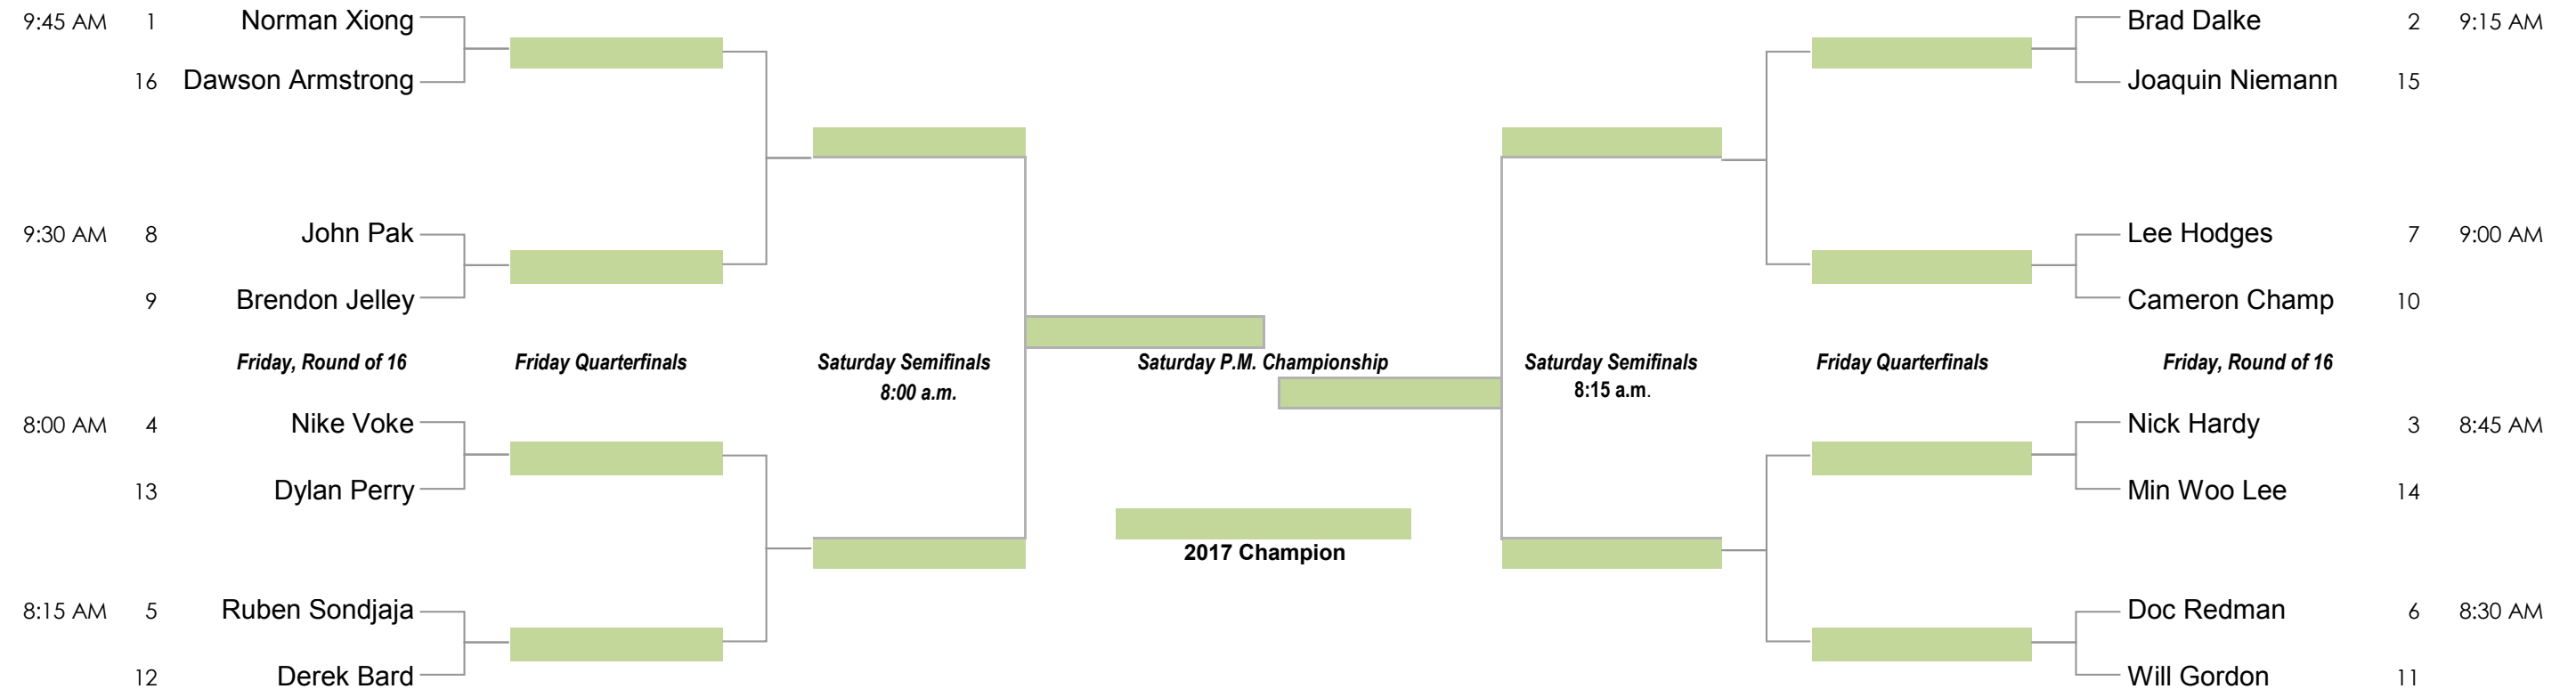 9:45 AM 1 Norman Xiong Brad Dalke 2 9:15 AM
16 Dawson Armstrong Joaquin Niemann 15
9:30 AM 8 John Pak Lee Hodges 7 9:00 AM
9 Brendon Jelley Cameron Champ 10
Friday, Round of 16 Friday Quarterfinals Saturday Semifinals Saturday P.M. Championship Saturday Semifinals Friday Quarterfinals Friday, Round of 16
8:00 a.m. 8:15 a.m.
8:00 AM 4 Nike Voke Nick Hardy 3 8:45 AM
13 Dylan Perry Min Woo Lee 14
2017 Champion
8:15 AM 5 Ruben Sondjaja Doc Redman 6 8:30 AM
12 Derek Bard Will Gordon 11